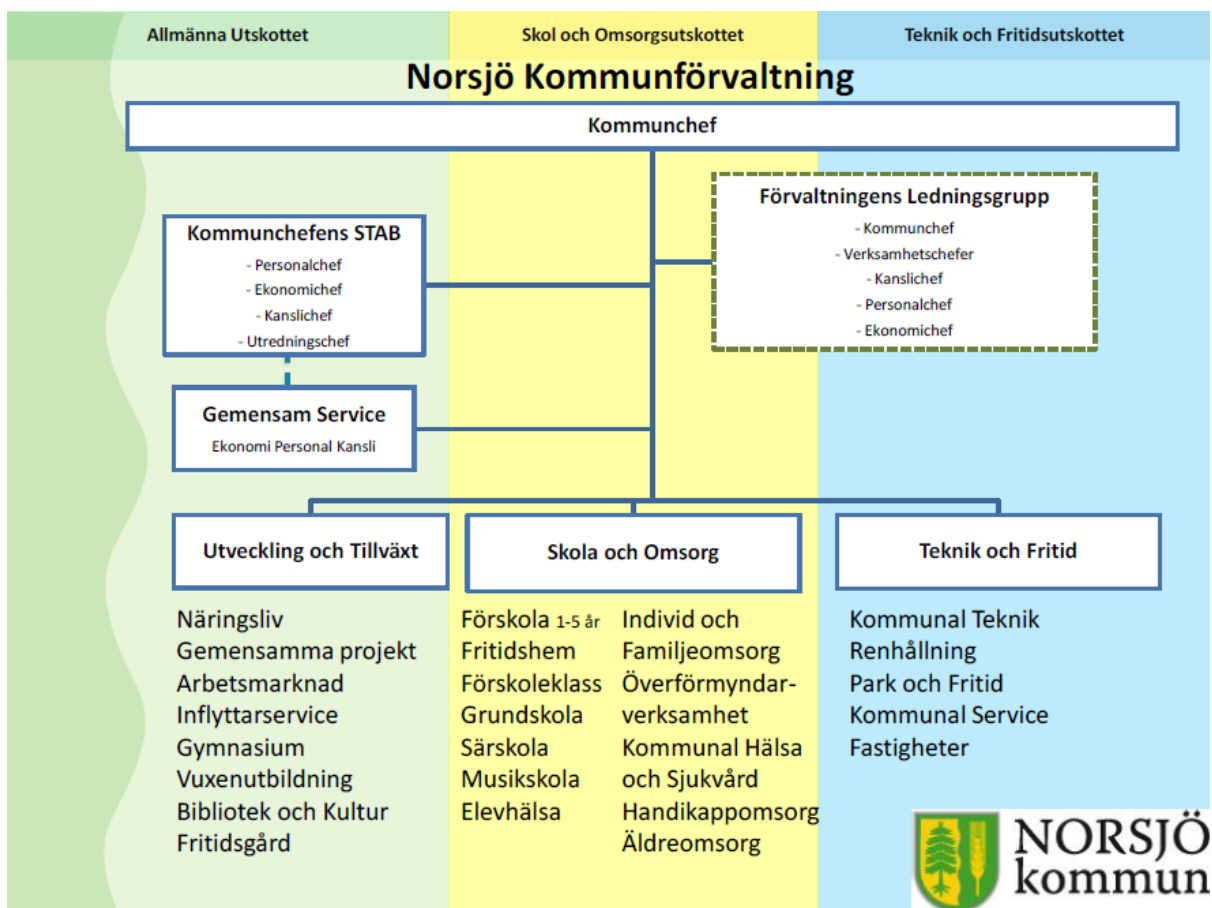 Allmänna Utskottet
Skol och Omsorgsutskottet
Teknik och Fritidsutskottet
Norsjö Kommunförvaltning
Kommunchef
Kommunchefens STAB
- Personalchef
- Ekonomichef
- Kanslichef
- Utredningschef
Förvaltningens Ledningsgrupp
- Kommunchef
- Verksamhetschefer
- Kanslichef
- Personalchef
- Ekonomichef
Gemensam Service
Ekonomi Personal Kansli
Utveckling och Tillväxt
Näringsliv
Gemensamma projekt
Arbetsmarknad
Inflyttarservice
Gymnasium
Vuxenutbildning
Bibliotek och Kultur
Fritidsgård
Skola och Omsorg
Förskola 1-5 år
Fritidshem
Förskoleklass
Grundskola
Särskola
Musikskola
Elevhälsa
Individ och
Familjeomsorg
Överförmyndar-
verksamhet
Kommunal Hälsa
och Sjukvård
Handikappomsorg
Äldreomsorg
Teknik och Fritid
Kommunal Teknik
Renhållning
Park och Fritid
Kommunal Service
Fastigheter
NORSJÖ
kommun